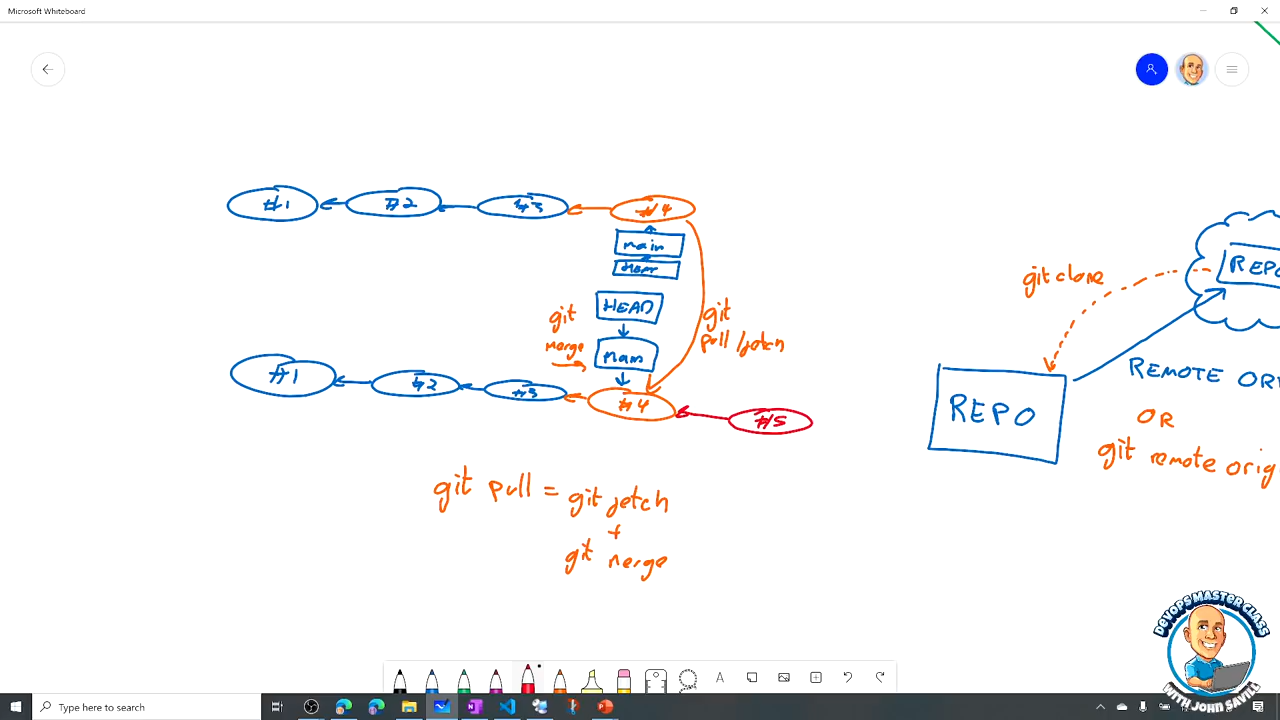 Microsoft Whiteboard
#1
#2
#3
#4
main
HEAD
git
merge
main
git
pull/fetch
#1
#2
#3
#4
#5
git pull = git fetch
+
git merge
REPO
git clone
REPO
REMOTE OR
OR
git remote orig
DEVOPS MASTER CLASS
WITH JOHN SAVILL
Type here to search
A